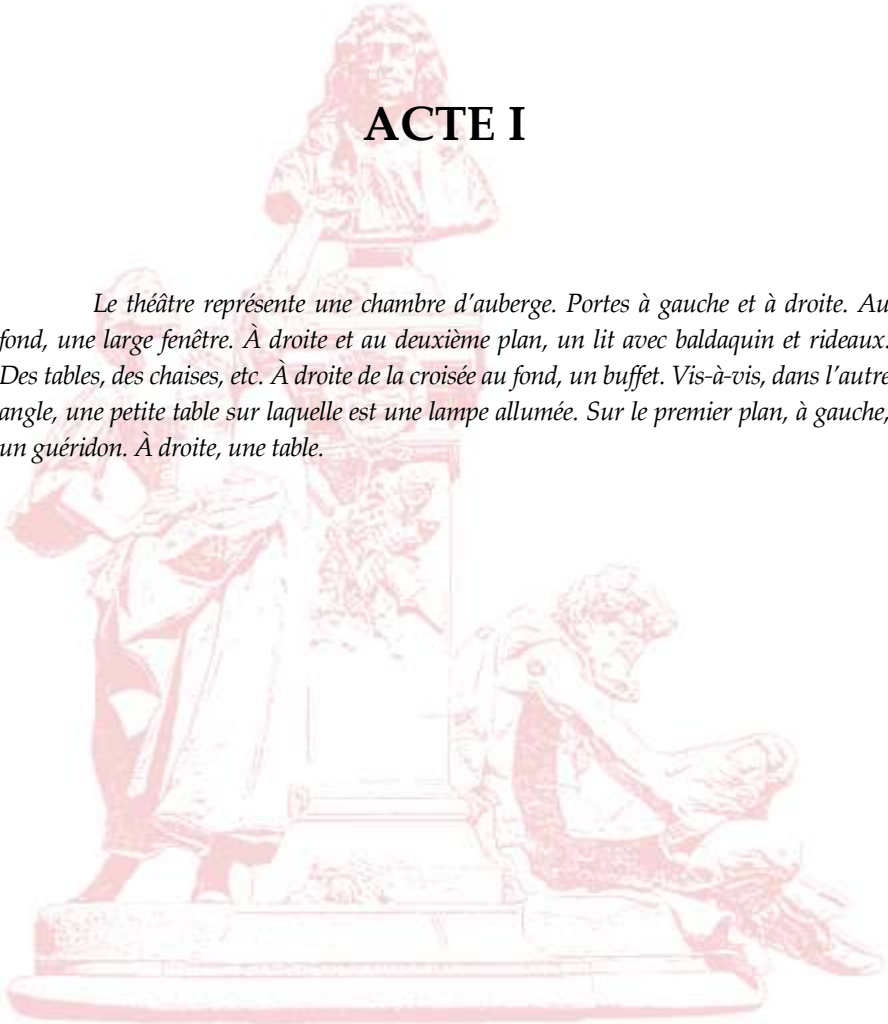 ACTE I
Le théâtre représente une chambre d’auberge. Portes à gauche et à droite. Au
fond, une large fenêtre. À droite et au deuxième plan, un lit avec baldaquin et rideaux.
Des tables, des chaises, etc. À droite de la croisée au fond, un buffet. Vis-à-vis, dans l’autre
angle, une petite table sur laquelle est une lampe allumée. Sur le premier plan, à gauche,
un guéridon. À droite, une table.